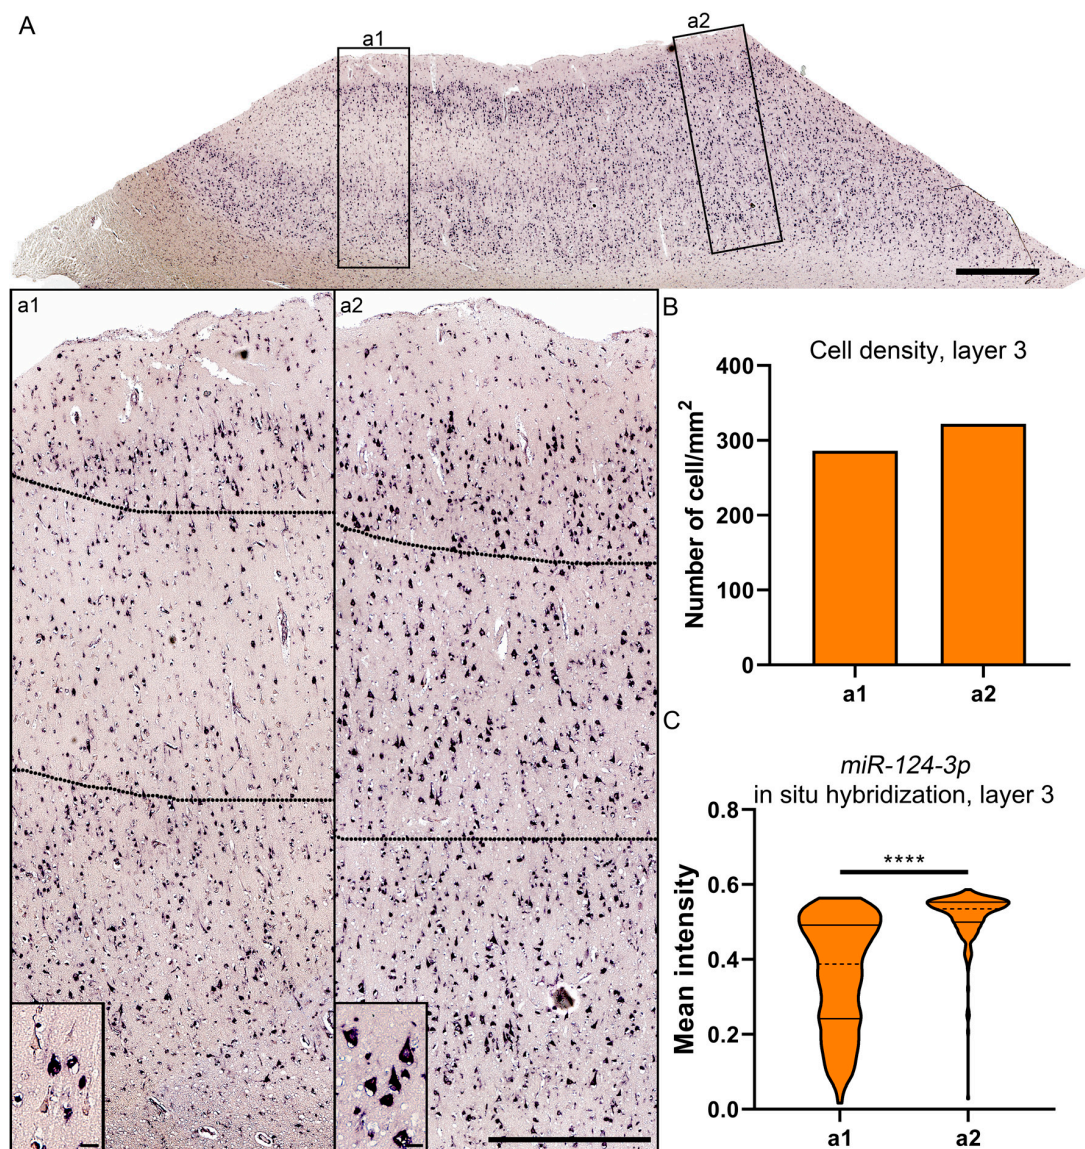 A
a1
a2
a1
a2
B
Cell density, layer 3
Number of cell/mm²
400
300
200
100
0
a1
a2
C
miR-124-3p
in situ hybridization, layer 3
Mean intensity
0.8
0.6
0.4
0.2
0.0
****
a1
a2